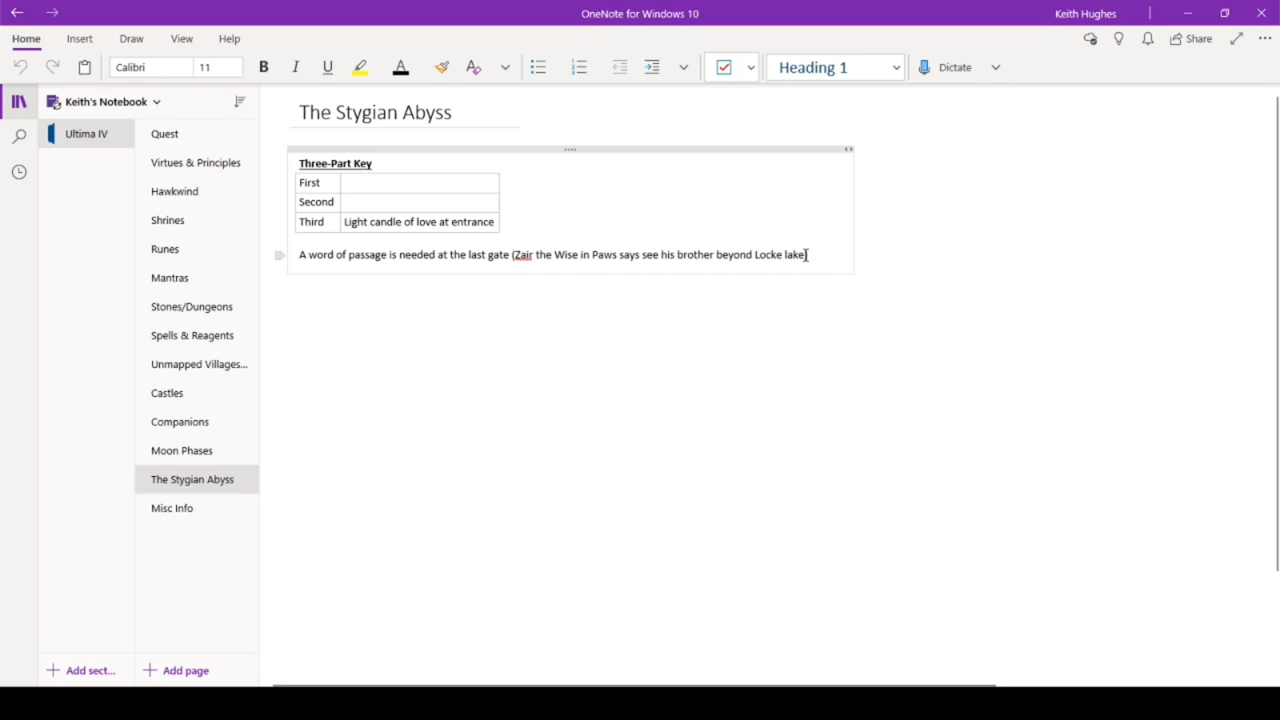 OneNote for Windows 10
Keith Hughes
Home Insert Draw View Help
Share
Calibri 11 B I U A A Heading 1 Dictate
Keith's Notebook
Ultima IV
Quest
Virtues & Principles
Hawkwind
Shrines
Runes
Mantras
Stones/Dungeons
Spells & Reagents
Unmapped Villages...
Castles
Companions
Moon Phases
The Stygian Abyss
Misc Info
Add sect...
Add page
The Stygian Abyss
Three-Part Key
First
Second
Third Light candle of love at entrance
A word of passage is needed at the last gate (Zair the Wise in Paws says see his brother beyond Locke lake)